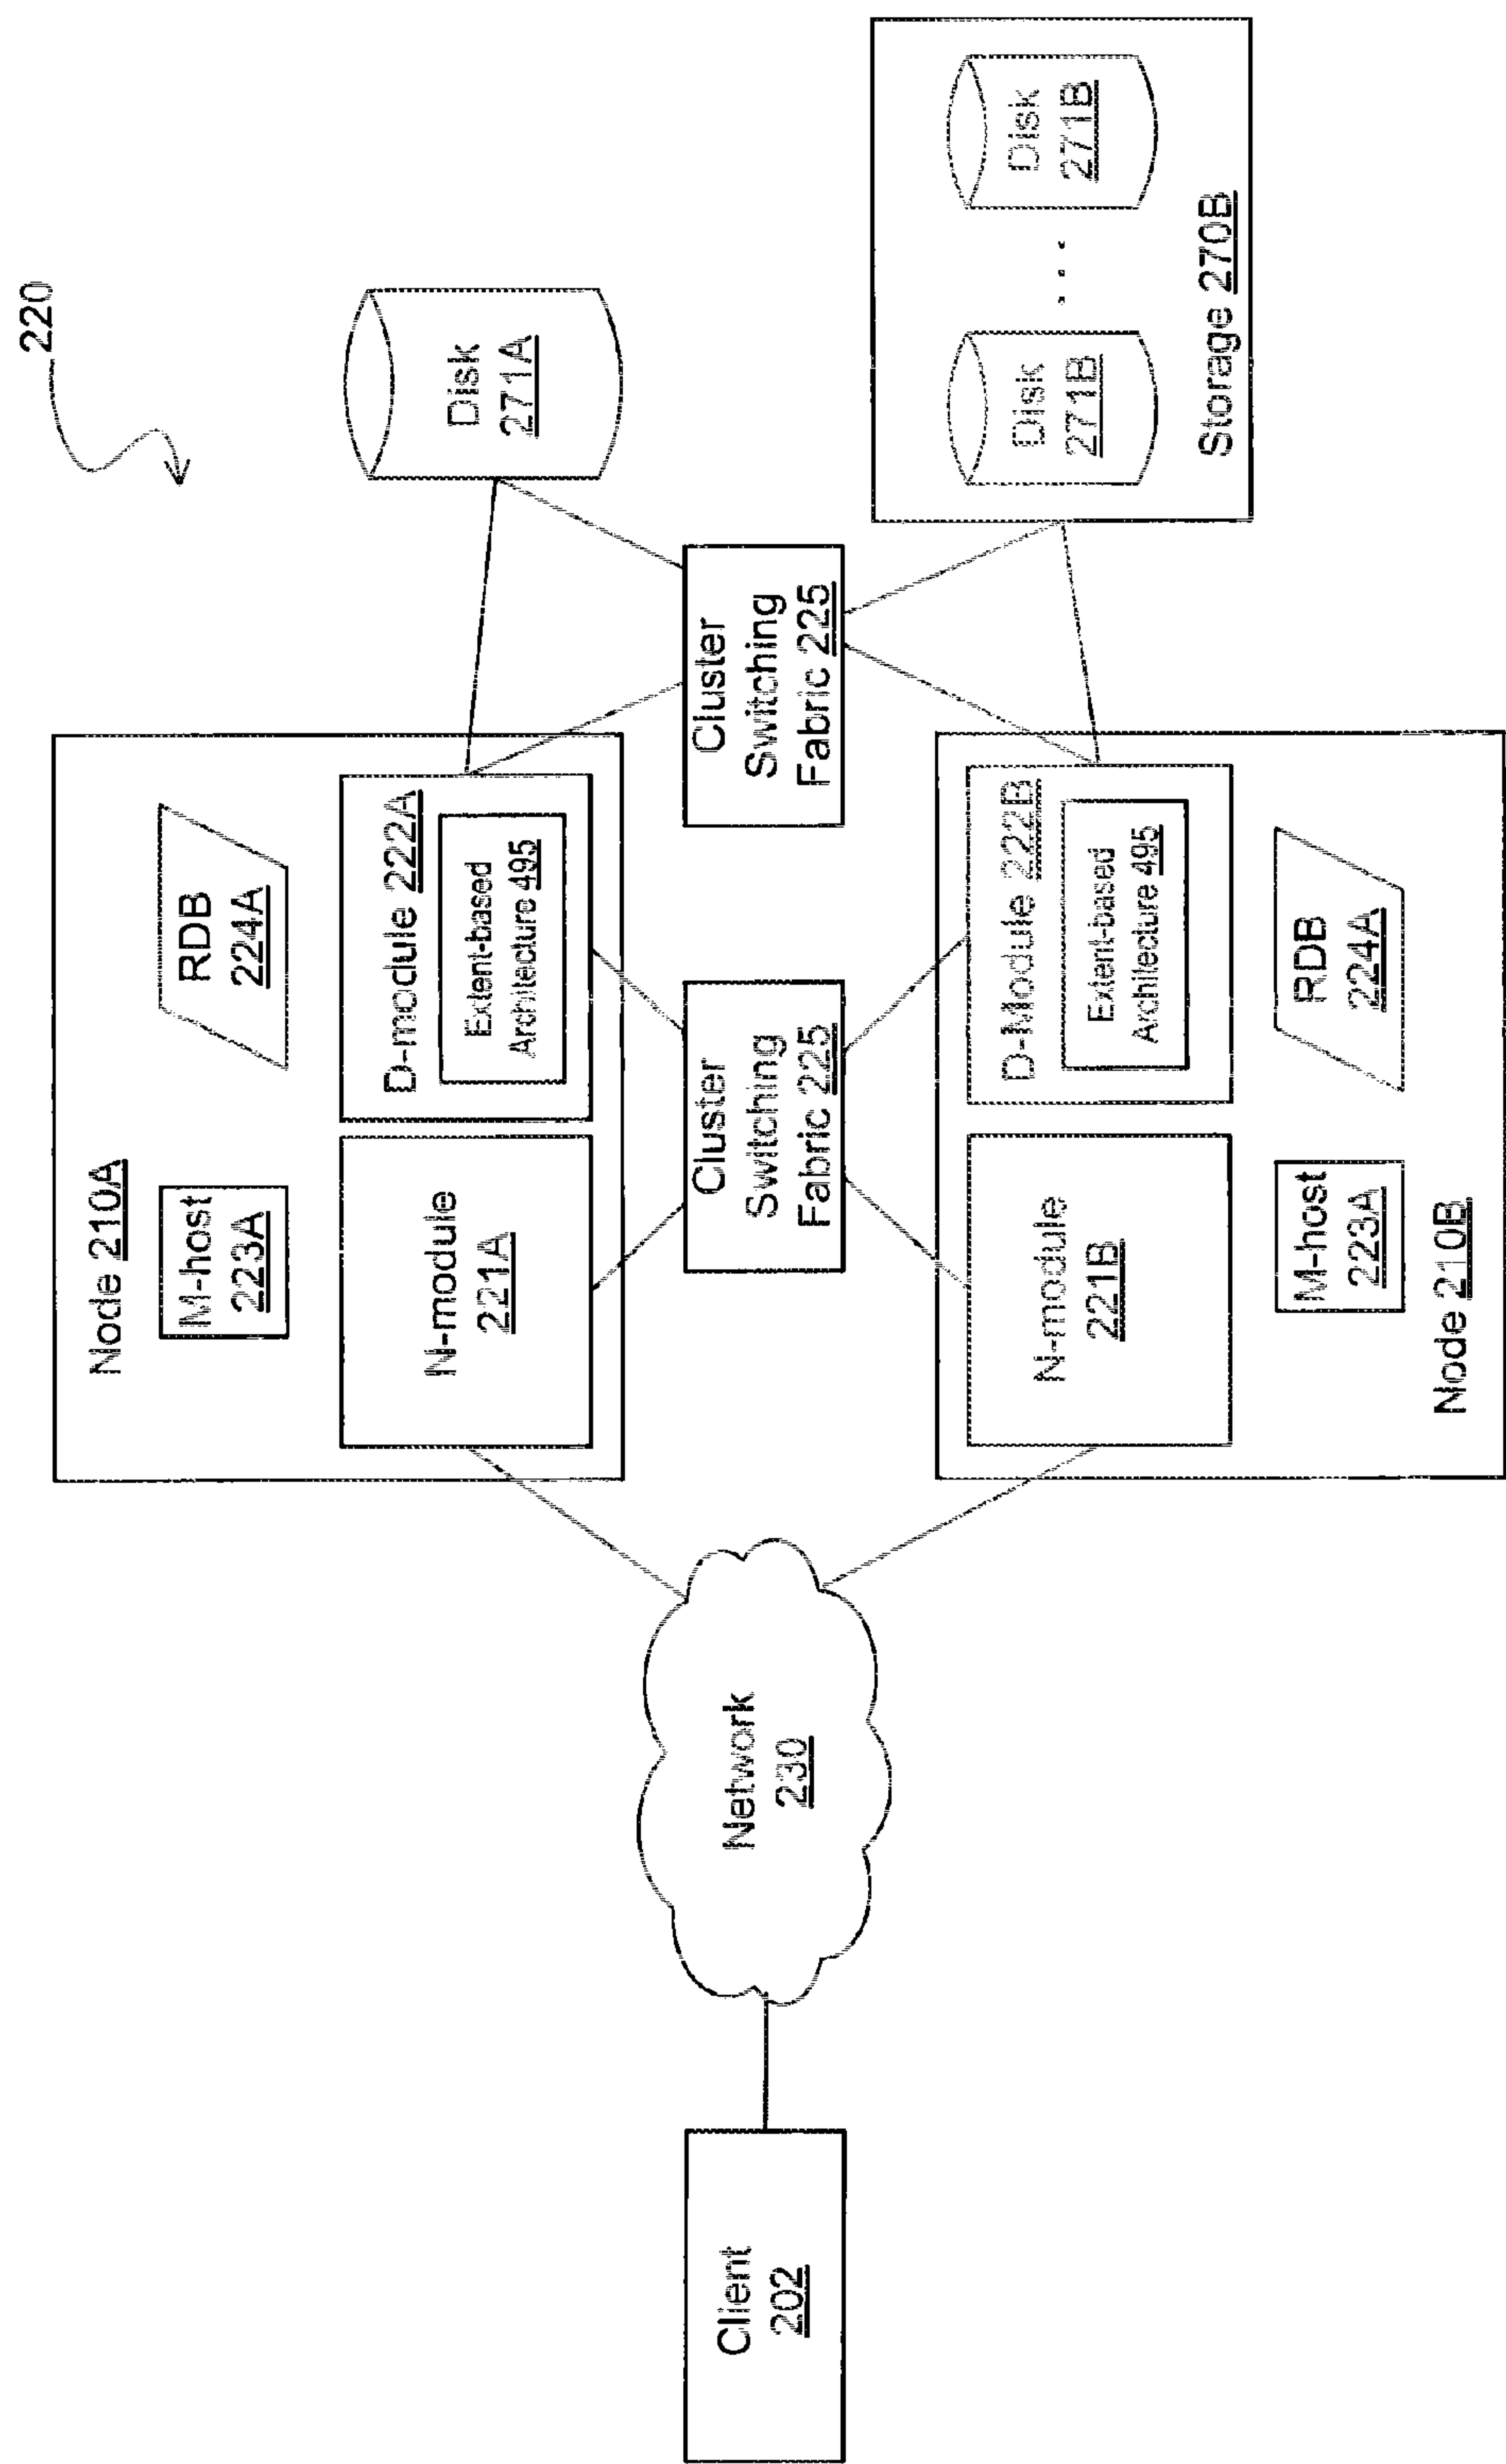 220
Node 210A
M-host
223A
RDB
224A
N-module
221A
D-module 222A
Extent-based
Architecture 495
Disk
271A
Client
202
Network
230
Cluster
Switching
Fabric 225
Cluster
Switching
Fabric 225
N-module
221B
D-Module 222B
Extent-based
Architecture 495
M-host
223A
RDB
224A
Node 210B
Disk
271B
. . .
Disk
271B
Storage 270B